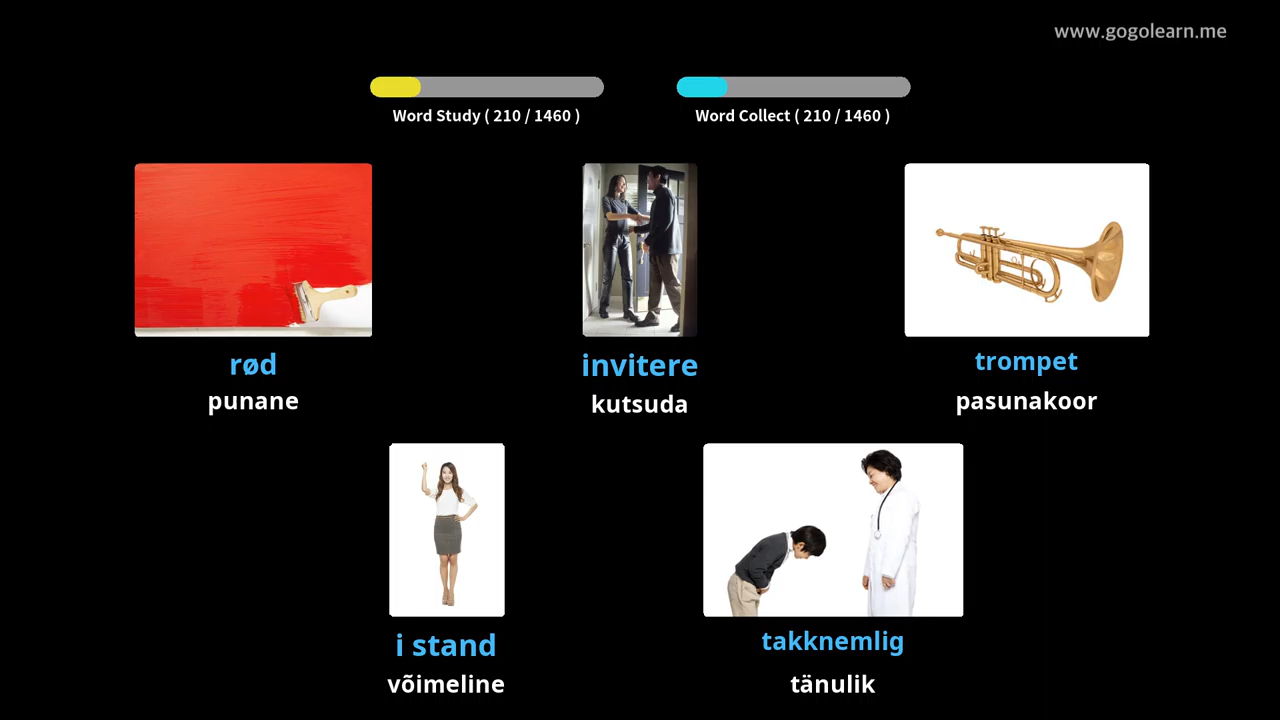 www.gogolearn.me
Word Study ( 210 / 1460 )
Word Collect ( 210 / 1460 )
rød
punane
invitere
kutsuda
trompet
pasunakoor
i stand
võimeline
takknemlig
tänulik